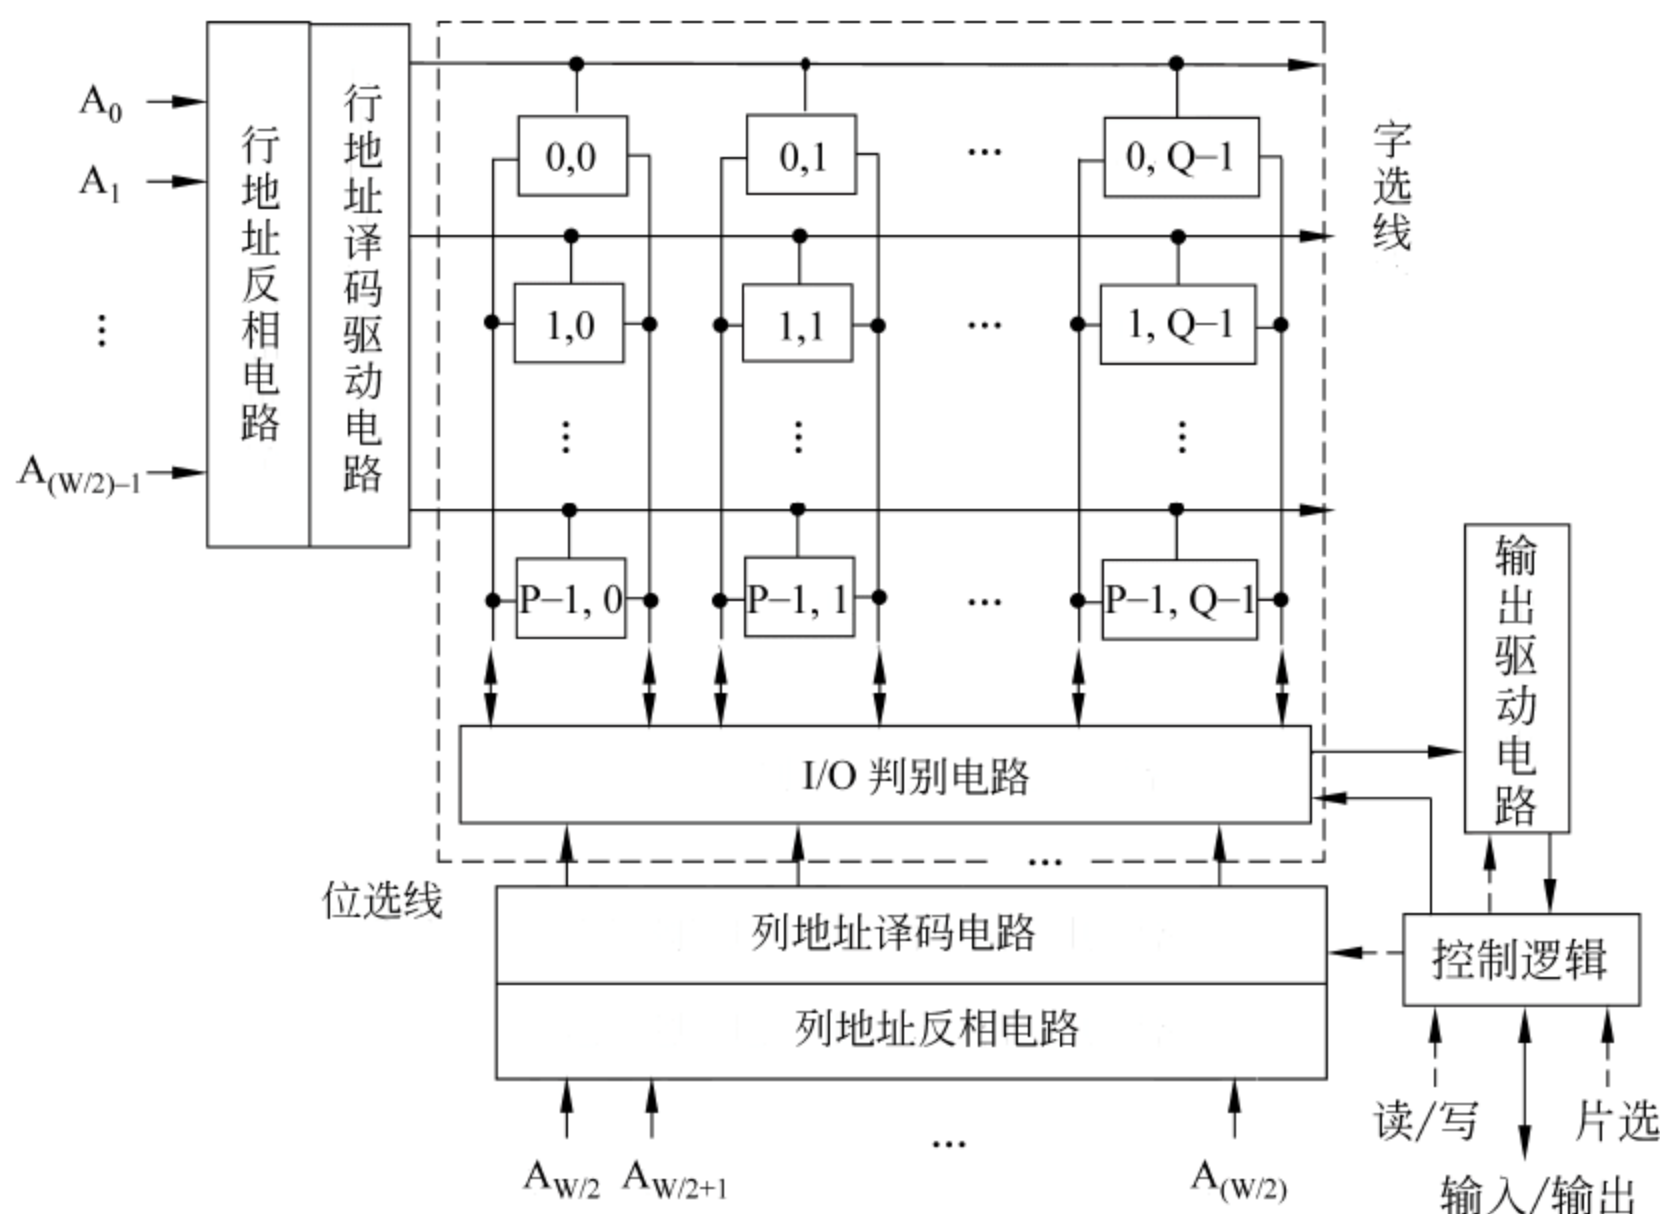 A0
A1
⋮
A(W/2)–1
行地址反相电路
行地址译码驱动电路
0,0
0,1
…
0, Q–1
字选线
1,0
1,1
…
1, Q–1
⋮
⋮
⋮
P–1, 0
P–1, 1
…
P–1, Q–1
I/O 判别电路
输出驱动电路
…
位选线
列地址译码电路
列地址反相电路
控制逻辑
AW/2
AW/2+1
…
A(W/2)
读/写
片选
输入/输出